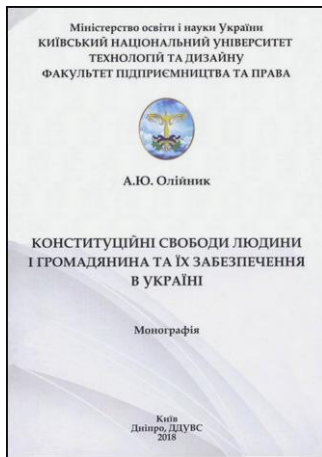 Міністерство освіти і науки України
КИЇВСЬКИЙ НАЦІОНАЛЬНИЙ УНІВЕРСИТЕТ
ТЕХНОЛОГІЙ ТА ДИЗАЙНУ
ФАКУЛЬТЕТ ПІДПРИЄМНИЦТВА ТА ПРАВА
А.Ю. Олійник
КОНСТИТУЦІЙНІ СВОБОДИ ЛЮДИНИ
І ГРОМАДЯНИНА ТА ЇХ ЗАБЕЗПЕЧЕННЯ
В УКРАЇНІ
Монографія
Київ
Дніпро, ДДУВС
2018